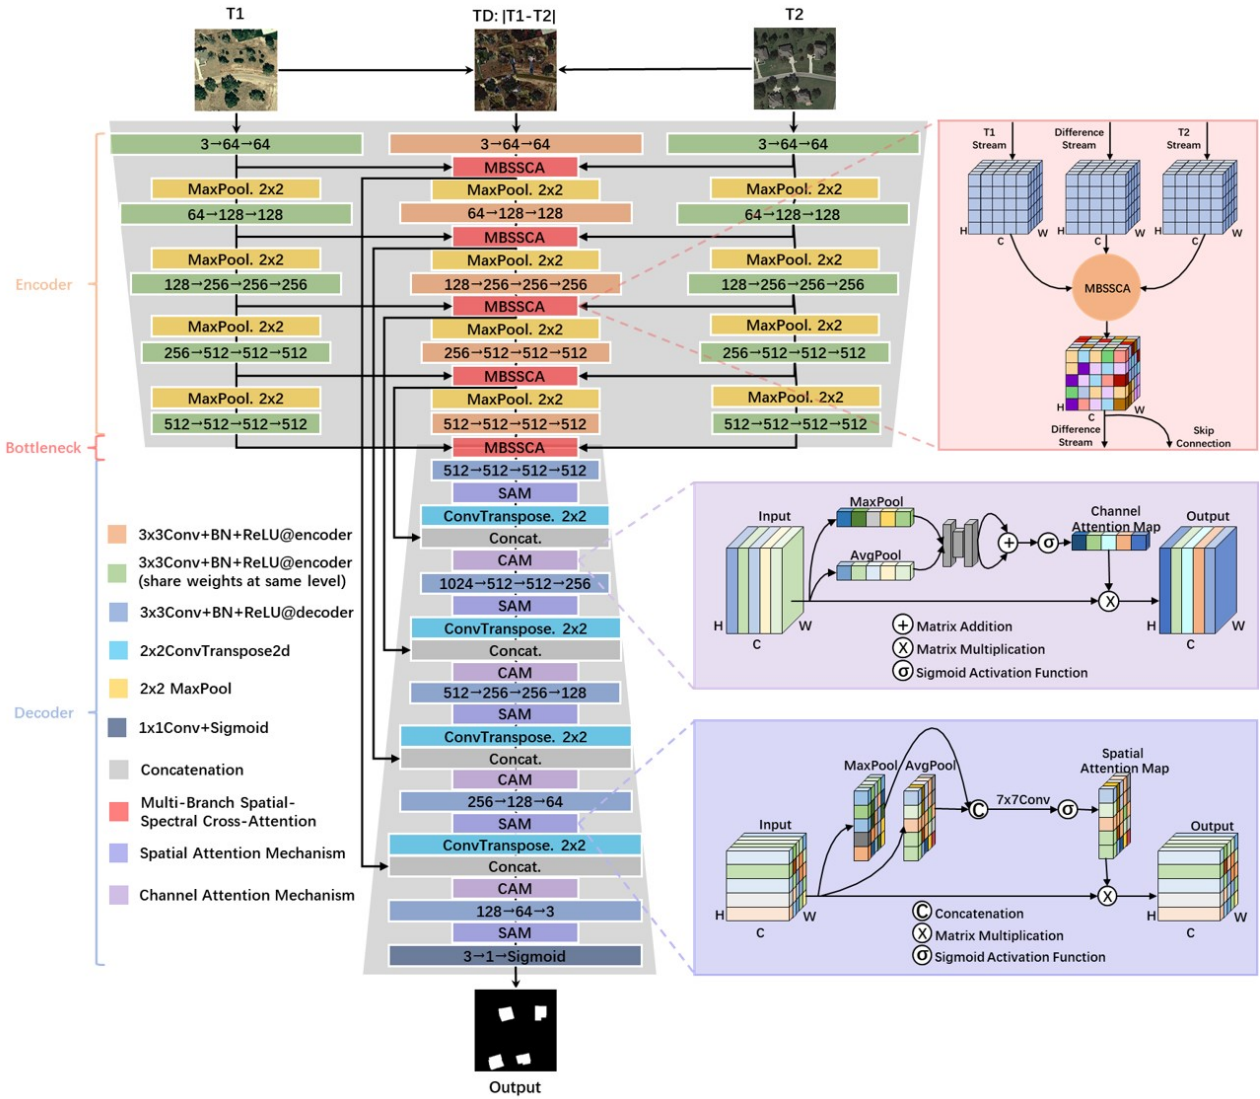 T1
TD: |T1-T2|
T2
3→64→64
3→64→64
3→64→64
MBSSCA
MaxPool. 2x2
MaxPool. 2x2
MaxPool. 2x2
64→128→128
64→128→128
64→128→128
MBSSCA
MaxPool. 2x2
MaxPool. 2x2
MaxPool. 2x2
128→256→256→256
128→256→256→256
128→256→256→256
MBSSCA
MaxPool. 2x2
MaxPool. 2x2
MaxPool. 2x2
256→512→512→512
256→512→512→512
256→512→512→512
MBSSCA
MaxPool. 2x2
MaxPool. 2x2
MaxPool. 2x2
512→512→512→512
512→512→512→512
512→512→512→512
MBSSCA
512→512→512→512
SAM
ConvTranspose. 2x2
Concat.
CAM
1024→512→512→256
SAM
ConvTranspose. 2x2
Concat.
CAM
512→256→256→128
SAM
ConvTranspose. 2x2
Concat.
CAM
256→128→64
SAM
ConvTranspose. 2x2
Concat.
CAM
128→64→3
SAM
3→1→Sigmoid
Output
Encoder
Bottleneck
Decoder
3x3Conv+BN+ReLU@encoder
3x3Conv+BN+ReLU@encoder
(share weights at same level)
3x3Conv+BN+ReLU@decoder
2x2ConvTranspose2d
2x2 MaxPool
1x1Conv+Sigmoid
Concatenation
Multi-Branch Spatial-
Spectral Cross-Attention
Spatial Attention Mechanism
Channel Attention Mechanism
T1
Stream
Difference
Stream
T2
Stream
H
C
C
W
H
C
W
MBSSCA
H
C
W
Difference
Stream
Skip
Connection
Input
MaxPool
AvgPool
Channel
Attention Map
Output
+
σ
X
H
C
W
H
C
W
+ Matrix Addition
X Matrix Multiplication
σ Sigmoid Activation Function
Input
MaxPool
AvgPool
C
7x7Conv
σ
Spatial
Attention Map
Output
X
H
C
W
H
C
W
C Concatenation
X Matrix Multiplication
σ Sigmoid Activation Function